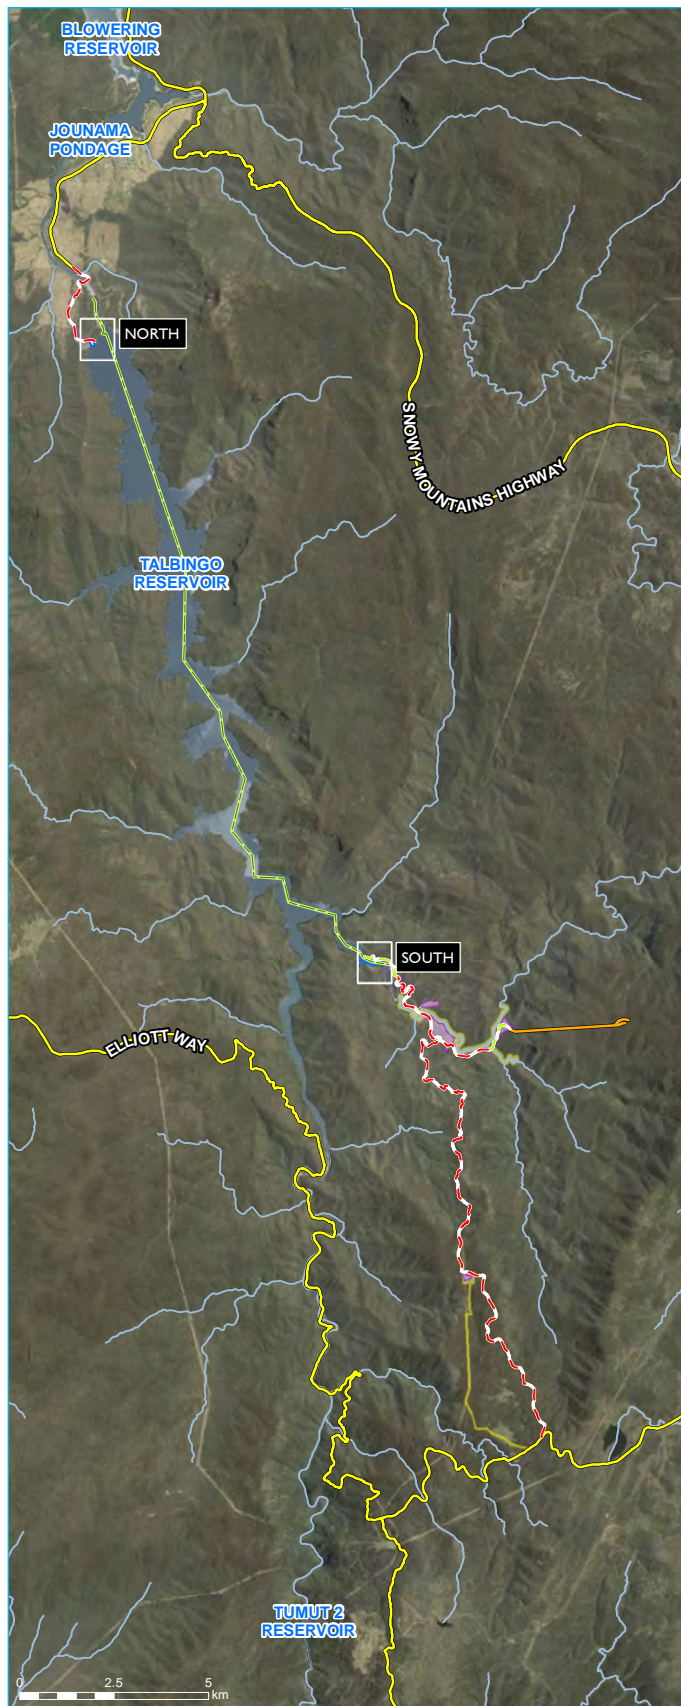 BLOWERING
RESERVOIR
JOUNAMA
PONDAGE
NORTH
SNOWY MOUNTAINS HIGHWAY
TALBINGO
RESERVOIR
SOUTH
ELLIOTT WAY
TUMUT 2
RESERVOIR
0 2.5 5
km